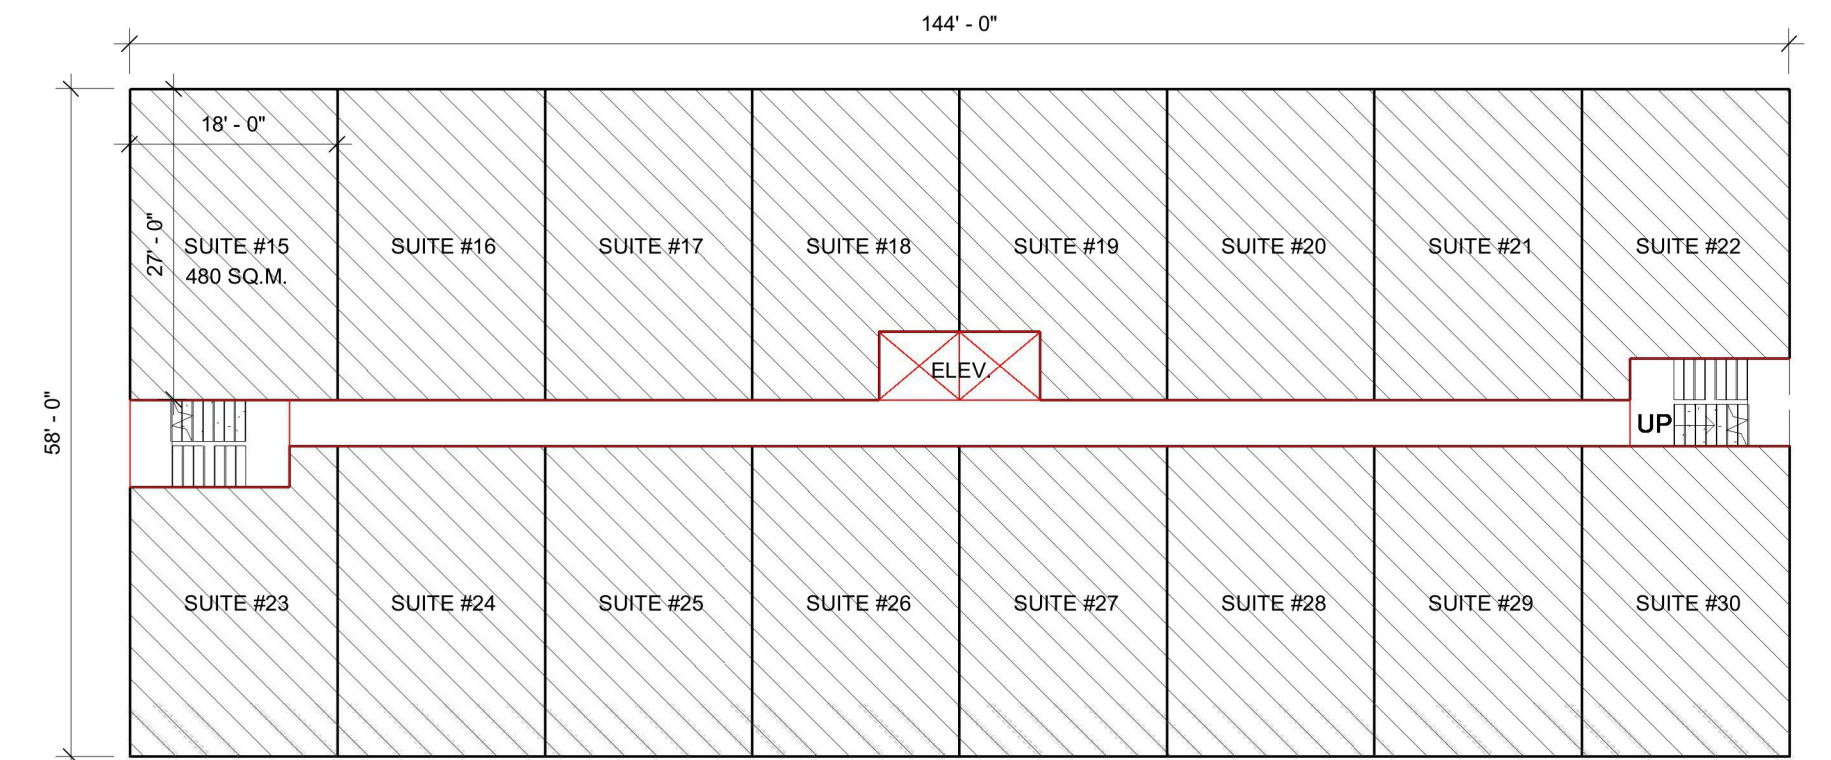 144' - 0"
18' - 0"
27' - 0"
SUITE #15
480 SQ.M.
SUITE #16
SUITE #17
SUITE #18
SUITE #19
SUITE #20
SUITE #21
SUITE #22
ELEV.
58' - 0"
UP
SUITE #23
SUITE #24
SUITE #25
SUITE #26
SUITE #27
SUITE #28
SUITE #29
SUITE #30